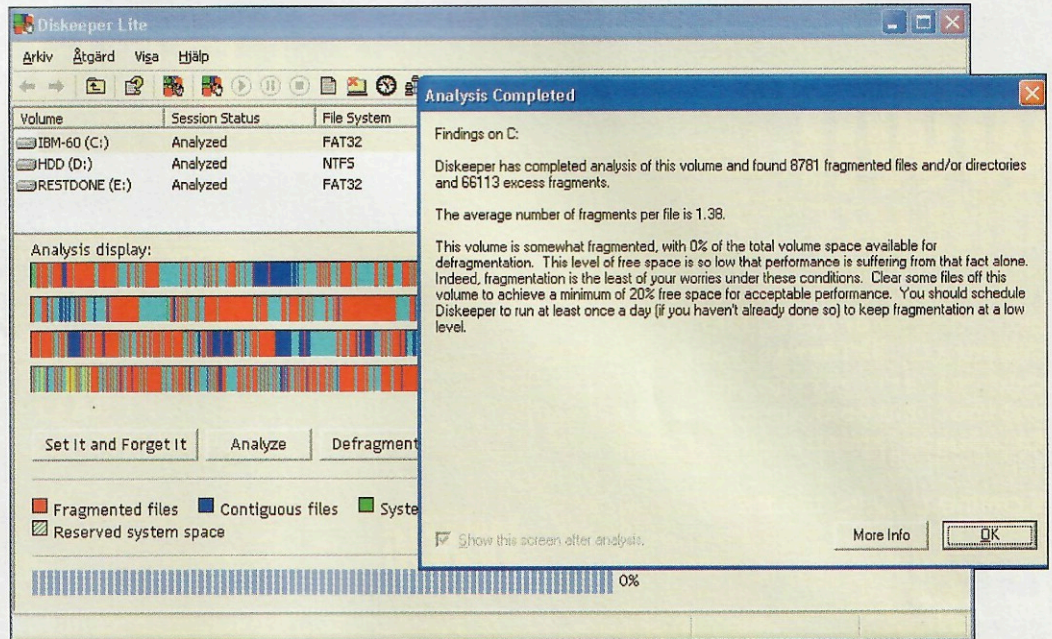 Diskeeper Lite
Arkiv Åtgärd Visa Hjälp
Volume Session Status File System
IBM-60 (C:) Analyzed FAT32
HDD (D:) Analyzed NTFS
RESTDONE (E:) Analyzed FAT32
Analysis display:
Set It and Forget It Analyze Defragment
Fragmented files Contiguous files Syste
Reserved system space
0%
Analysis Completed
Findings on C:
Diskeeper has completed analysis of this volume and found 8781 fragmented files and/or directories
and 66113 excess fragments.
The average number of fragments per file is 1.38.
This volume is somewhat fragmented, with 0% of the total volume space available for
defragmentation. This level of free space is so low that performance is suffering from that fact alone.
Indeed, fragmentation is the least of your worries under these conditions. Clear some files off this
volume to achieve a minimum of 20% free space for acceptable performance. You should schedule
Diskeeper to run at least once a day (if you haven't already done so) to keep fragmentation at a low
level.
Show this screen after analysis.
More Info OK